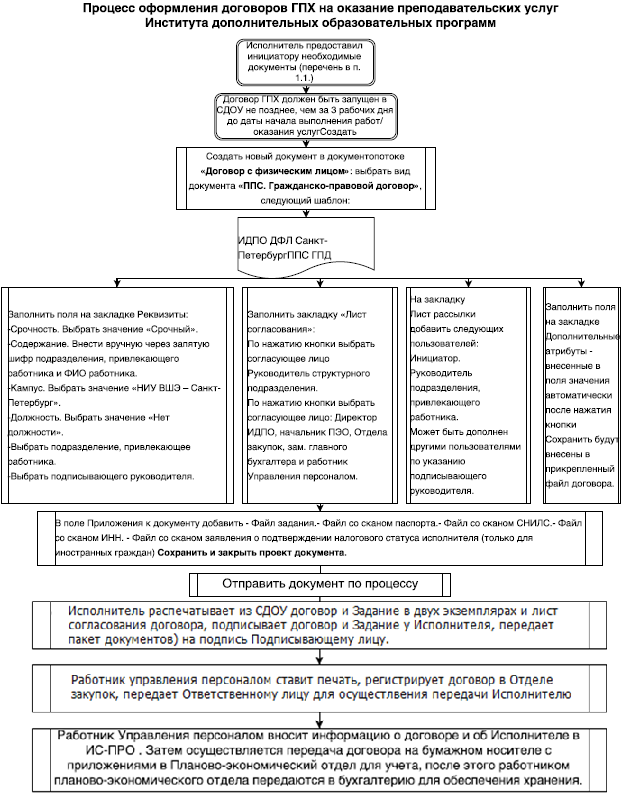 Процесс оформления договоров ГПХ на оказание преподавательских услуг
Института дополнительных образовательных программ
Исполнитель предоставил
инициатору необходимые
документы (перечень в п.
1.1.)
Договор ГПХ должен быть запущен в
СДОУ не позднее, чем за 3 рабочих дня
до даты начала выполнения работ/
оказания услугСоздать
Создать новый документ в документопотоке
«Договор с физическим лицом»: выбрать вид
документа «ППС. Гражданско-правовой договор»,
следующий шаблон:
ИДПО ДФЛ Санкт-
ПетербургППС ГПД
Заполнить поля на закладке Реквизиты:
-Срочность. Выбрать значение «Срочный».
-Содержание. Внести вручную через запятую
шифр подразделения, привлекающего
работника и ФИО работника.
-Кампус. Выбрать значение «НИУ ВШЭ – Санкт-
Петербург».
-Должность. Выбрать значение «Нет
должности».
-Выбрать подразделение, привлекающее
работника.
-Выбрать подписывающего руководителя.
Заполнить закладку «Лист
согласования»:
По нажатию кнопки выбрать
согласующее лицо
Руководитель структурного
подразделения.
По нажатию кнопки выбрать
согласующее лицо: Директор
ИДПО, начальник ПЭО, Отдела
закупок, зам. главного
бухгалтера и работник
Управления персоналом.
На закладку
Лист рассылки
добавить следующих
пользователей:
Инициатор.
Руководитель
подразделения,
привлекающего
работника.
Может быть дополнен
другими пользователями
по указанию
подписывающего
руководителя.
Заполнить поля
на закладке
Дополнительные
атрибуты -
внесенные в
поля значения
автоматически
после нажатия
кнопки
Сохранить будут
внесены в
прикрепленный
файл договора.
В поле Приложения к документу добавить - Файл задания.- Файл со сканом паспорта.- Файл со сканом СНИЛС.- Файл
со сканом ИНН. - Файл со сканом заявления о подтверждении налогового статуса исполнителя (только для
иностранных граждан) Сохранить и закрыть проект документа.
Отправить документ по процессу
Исполнитель распечатывает из СДОУ договор и Задание в двух экземплярах и лист
согласования договора, подписывает договор и Задание у Исполнителя, передает
пакет документов) на подпись Подписывающему лицу.
Работник управления персоналом ставит печать, регистрирует договор в Отделе
закупок, передает Ответственному лицу для осуществления передачи Исполнителю
Работник Управления персоналом вносит информацию о договоре и об Исполнителе в
ИС-ПРО . Затем осуществляется передача договора на бумажном носителе с
приложениями в Планово-экономический отдел для учета, после этого работником
планово-экономического отдела передаются в бухгалтерию для обеспечения хранения.